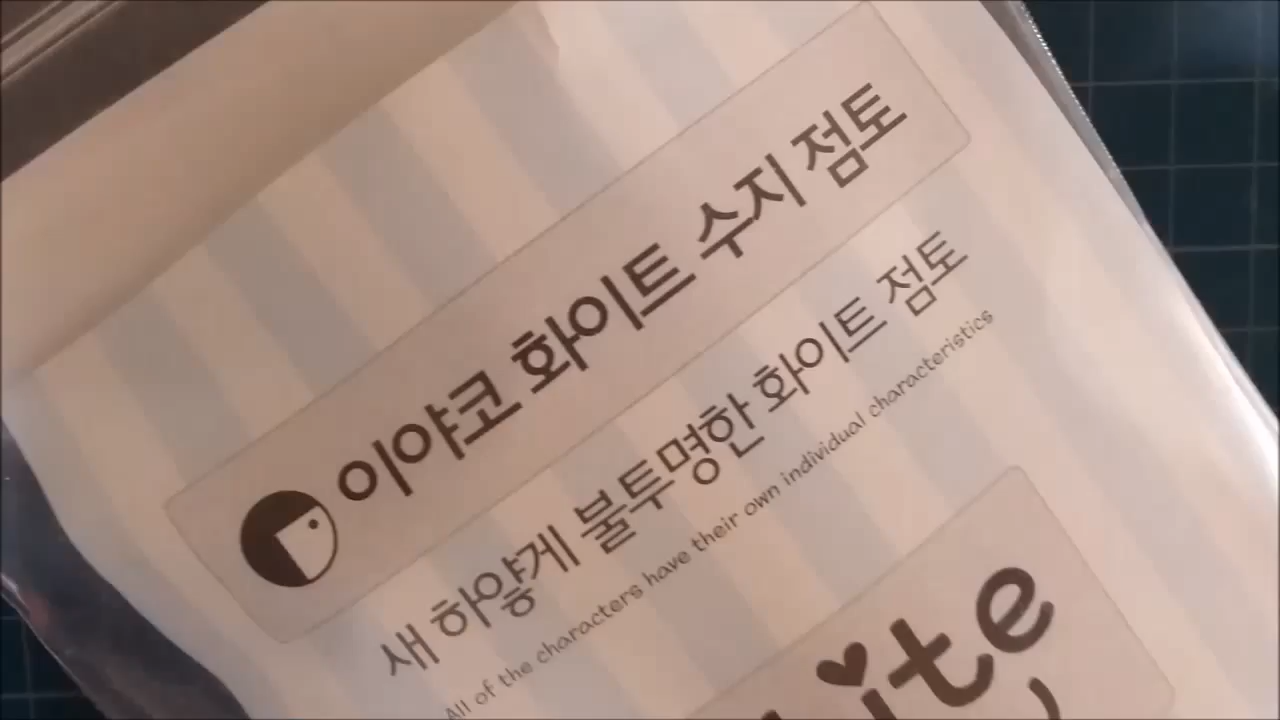 이야코 화이트 수지 점토
새 하얗게 불투명한 화이트 점토
All of the characters have their own individual characteristics
ite